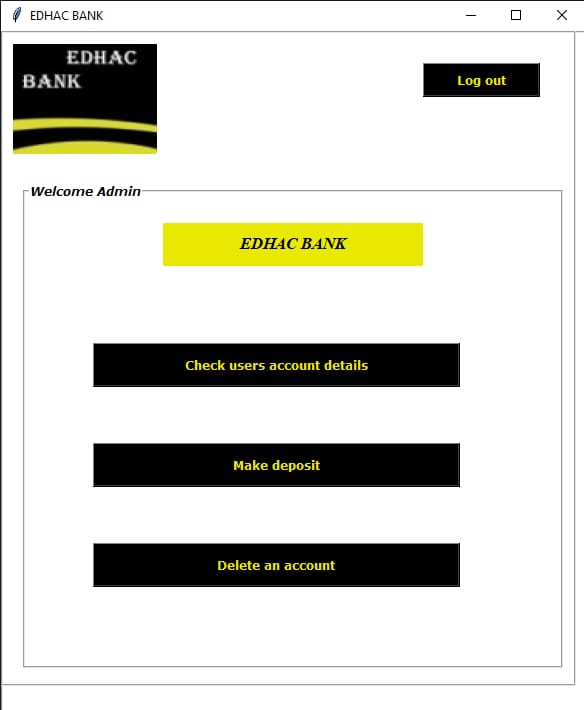 EDHAC BANK
EDHAC
BANK
Log out
Welcome Admin
EDHAC BANK
Check users account details
Make deposit
Delete an account